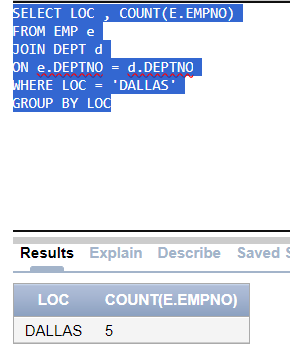 SELECT LOC , COUNT(E.EMPNO)
FROM EMP e
JOIN DEPT d
ON e.DEPTNO = d.DEPTNO
WHERE LOC = 'DALLAS'
GROUP BY LOC
Results Explain Describe Saved
LOC COUNT(E.EMPNO)
DALLAS 5